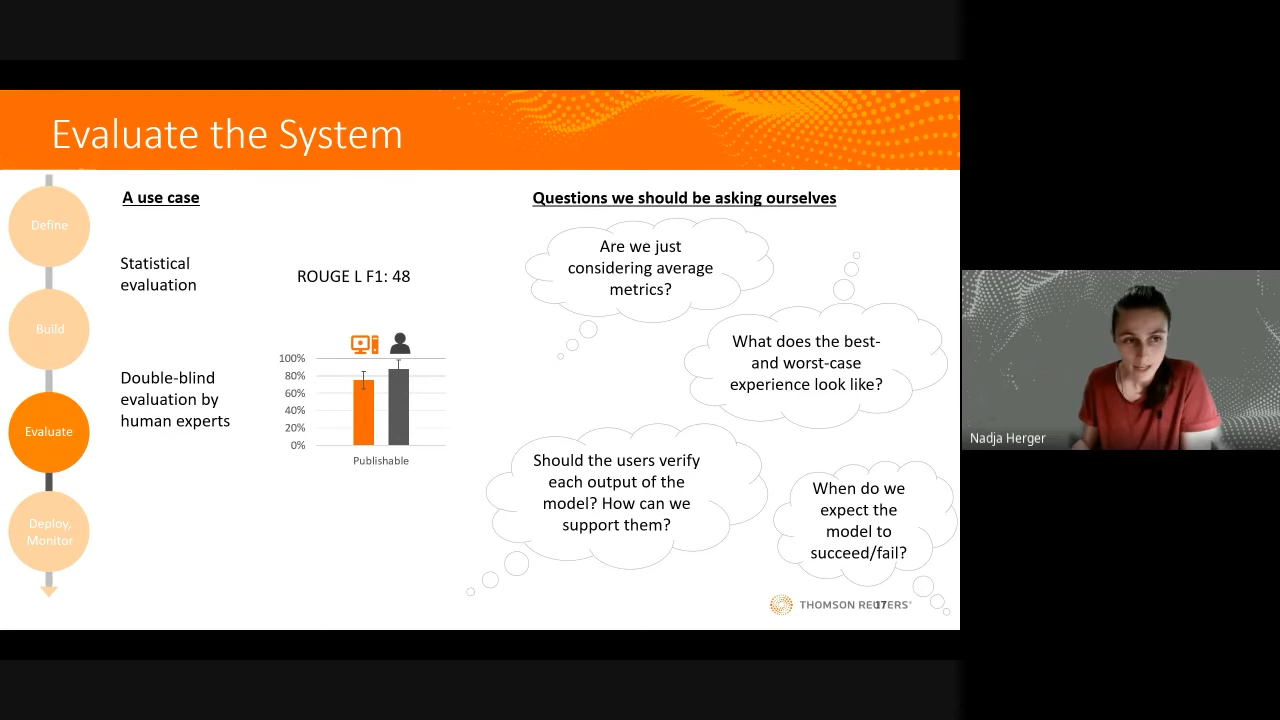 Evaluate the System
Define
Build
Evaluate
Deploy,
Monitor
A use case
Statistical
evaluation
ROUGE L F1: 48
Double-blind
evaluation by
human experts
100%
80%
60%
40%
20%
0%
Publishable
Questions we should be asking ourselves
Are we just
considering average
metrics?
What does the best-
and worst-case
experience look like?
Should the users verify
each output of the
model? How can we
support them?
When do we
expect the
model to
succeed/fail?
THOMSON REUTERS
17
Nadja Herger